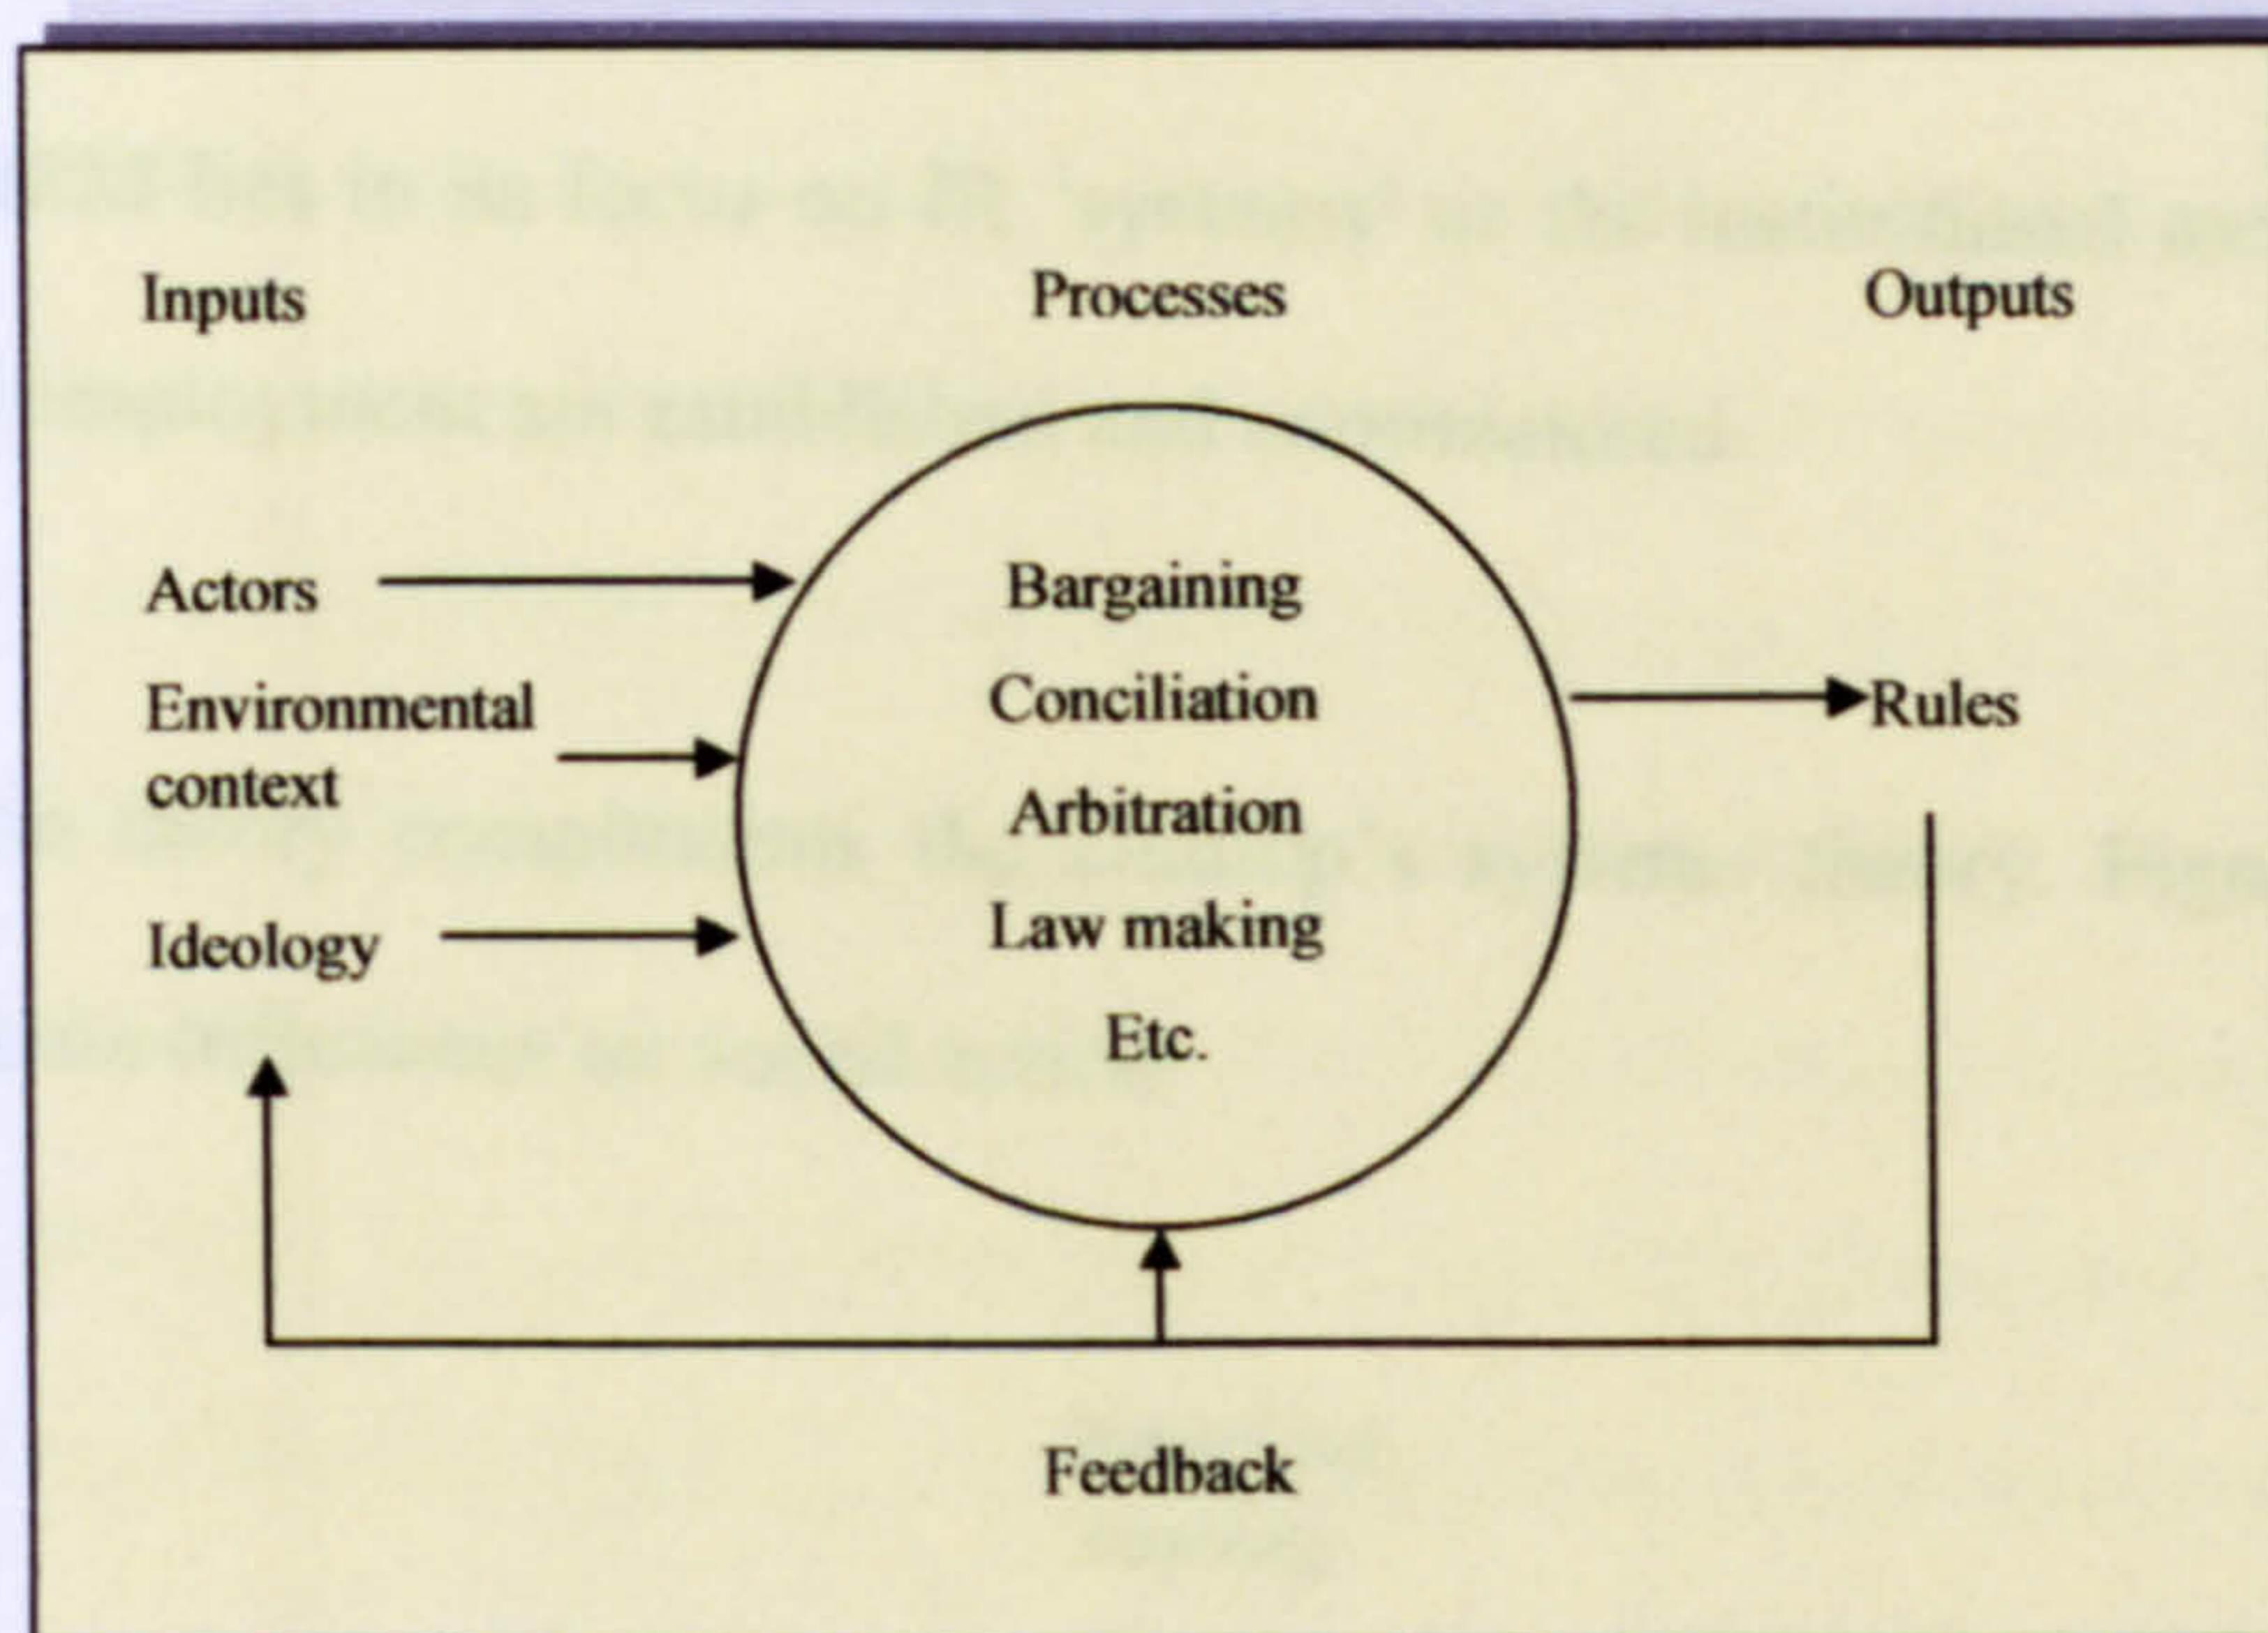 Inputs Processes Outputs
Actors
Environmental
context
Ideology
Bargaining
Conciliation
Arbitration
Law making
Etc.
Rules
Feedback